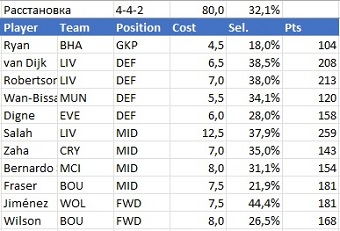 Расстановка 4-4-2 80,0 32,1%
Player Team Position Cost Sel. Pts
Ryan BHA GKP 4,5 18,0% 104
van Dijk LIV DEF 6,5 38,5% 208
Robertson LIV DEF 7,0 38,0% 213
Wan-Bissa MUN DEF 5,5 34,1% 120
Digne EVE DEF 6,0 28,0% 158
Salah LIV MID 12,5 37,9% 259
Zaha CRY MID 7,0 35,0% 143
Bernardo MCI MID 8,0 31,1% 154
Fraser BOU MID 7,5 21,9% 181
Jiménez WOL FWD 7,5 44,4% 181
Wilson BOU FWD 8,0 26,5% 168